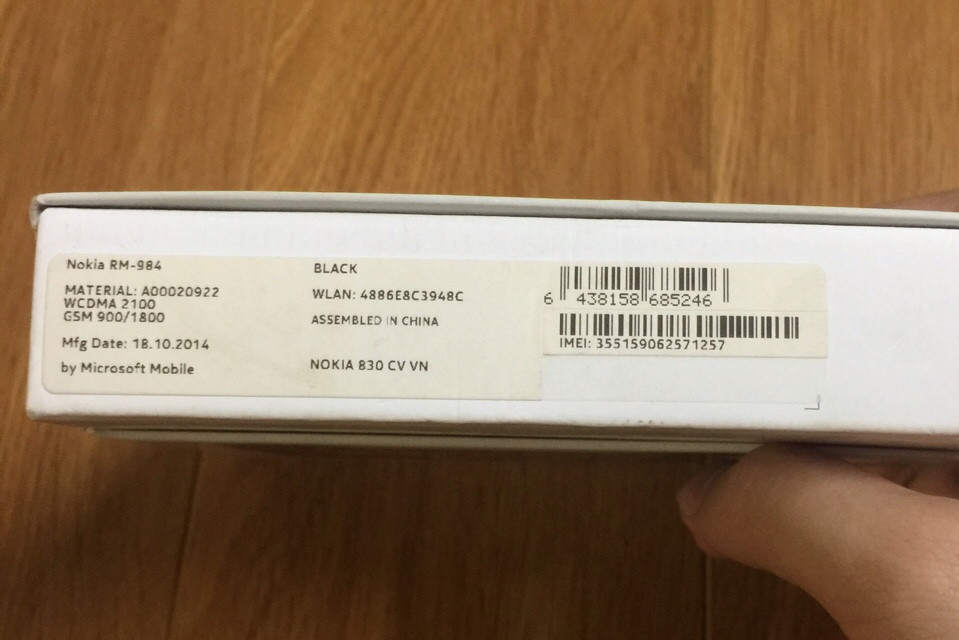 Nokia RM-984
MATERIAL: A00020922
WCDMA 2100
GSM 900/1800
Mfg Date: 18.10.2014
by Microsoft Mobile
BLACK
WLAN: 4886E8C3948C
ASSEMBLED IN CHINA
NOKIA 830 CV VN
6 438158 685246
IMEI: 355159062571257